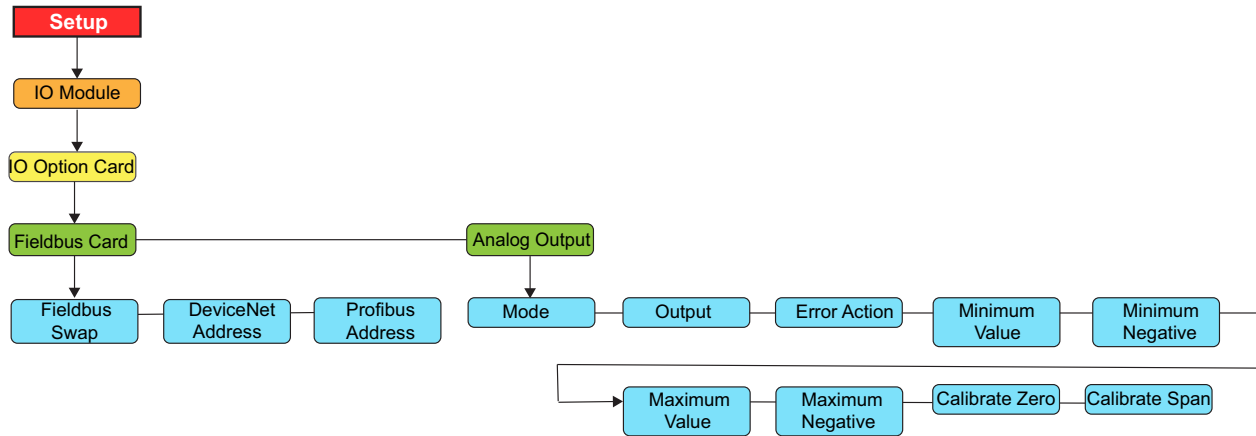 Setup
IO Module
IO Option Card
Fieldbus Card
Analog Output
Fieldbus
Swap
DeviceNet
Address
Profibus
Address
Mode
Output
Error Action
Minimum
Value
Minimum
Negative
Maximum
Value
Maximum
Negative
Calibrate Zero
Calibrate Span